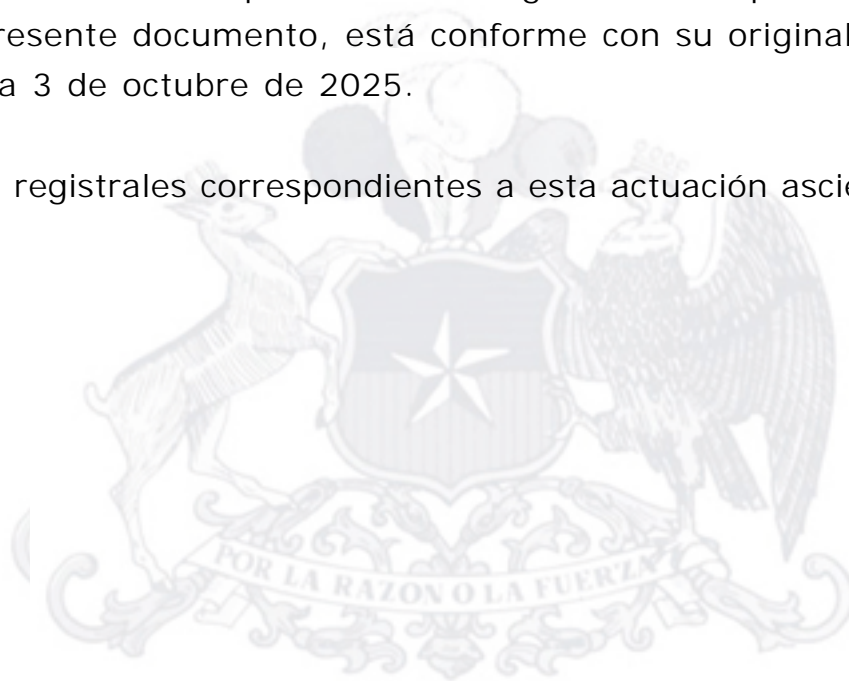 resente documento, está conforme con su original
a 3 de octubre de 2025.
registrales correspondientes a esta actuación ascie
POR LA RAZON O LA FUERZA